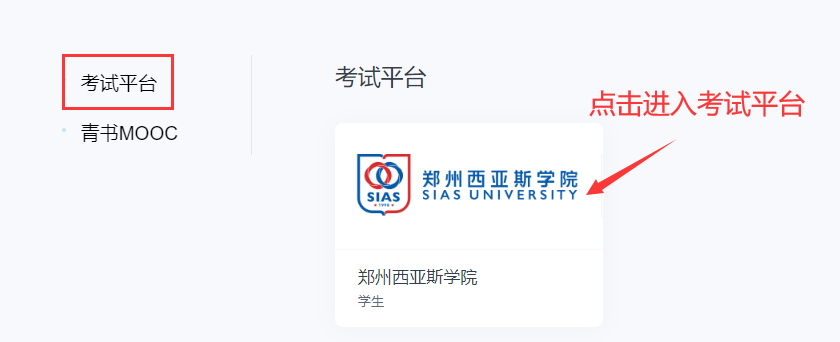 考试平台
青书MOOC
考试平台
点击进入考试平台
SIAS
1998
郑州西亚斯学院
SIAS UNIVERSITY
郑州西亚斯学院
学生